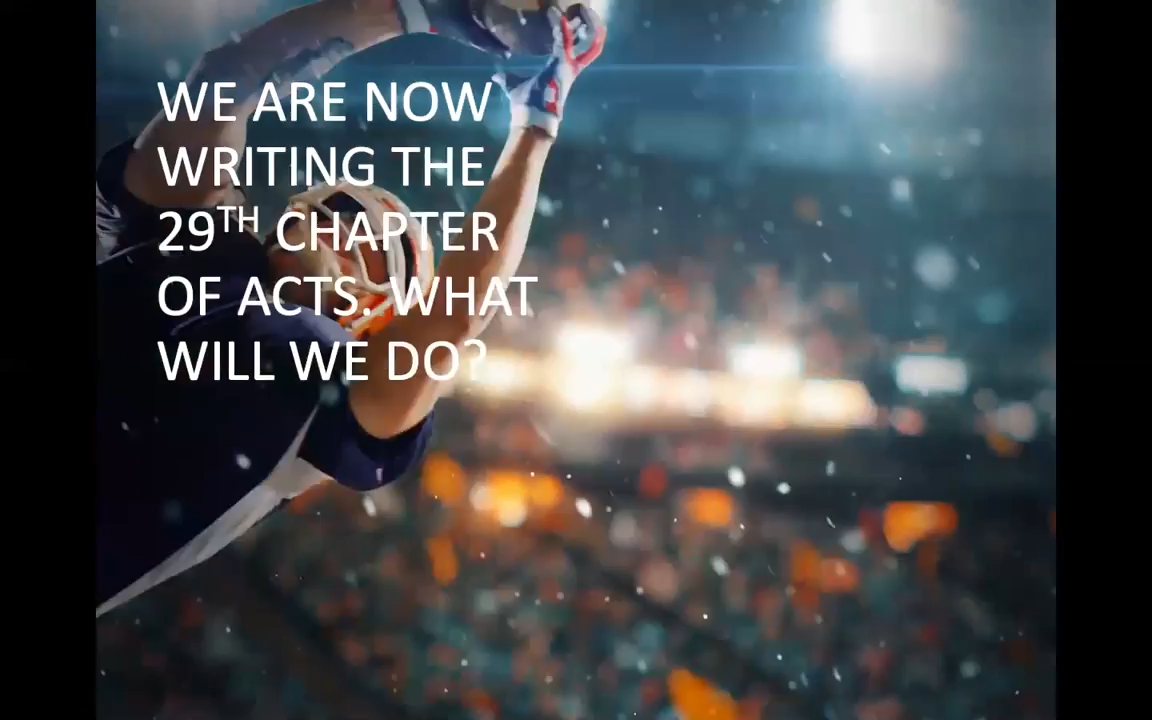 WE ARE NOW
WRITING THE
29TH CHAPTER
OF ACTS. WHAT
WILL WE DO?